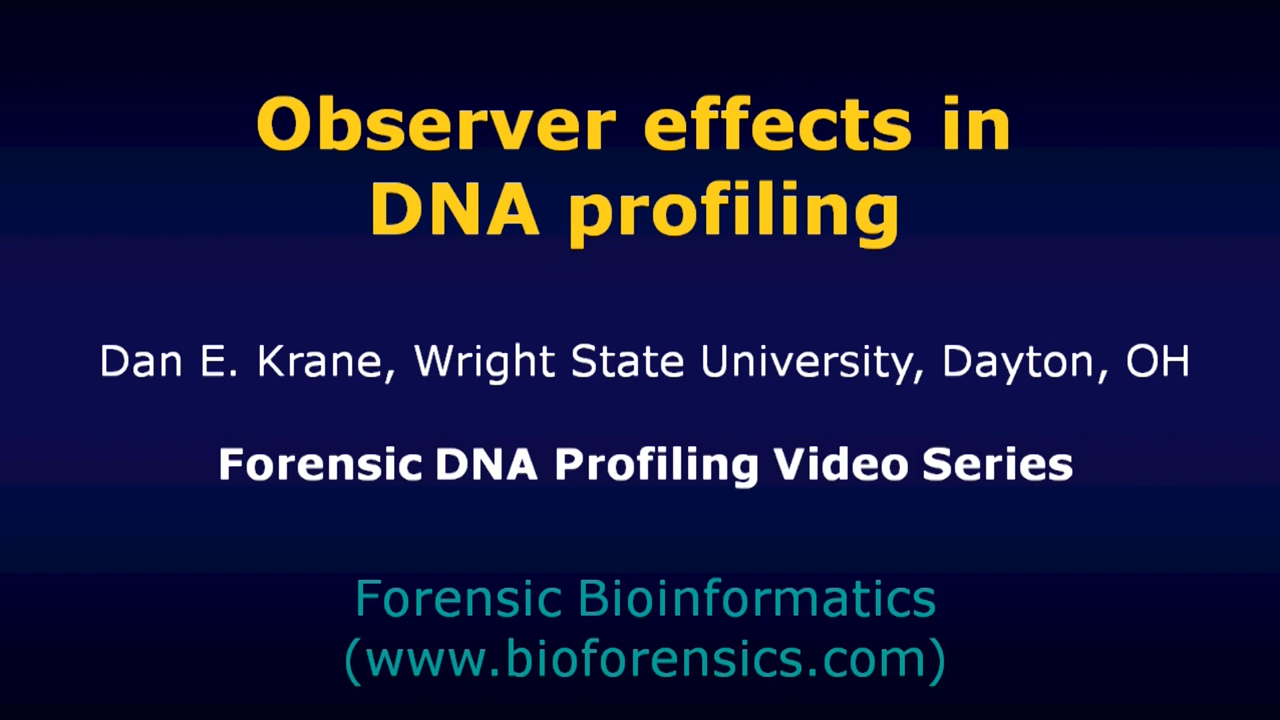 Observer effects in
DNA profiling
Dan E. Krane, Wright State University, Dayton, OH
Forensic DNA Profiling Video Series
Forensic Bioinformatics
(www.bioforensics.com)